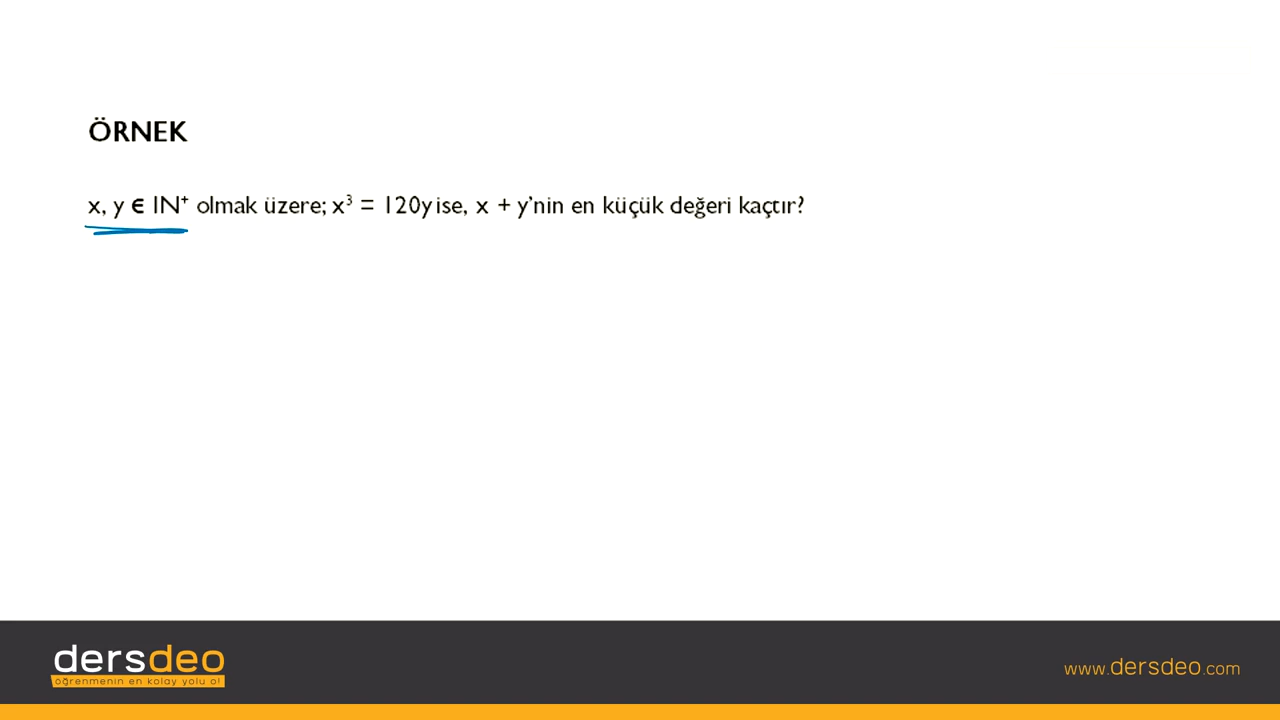 ÖRNEK
x, y ∈ IN⁺ olmak üzere; x³ = 120y ise, x + y’nin en küçük değeri kaçtır?
dersdeo
öğrenmenin en kolay yolu o!
www.dersdeo.com